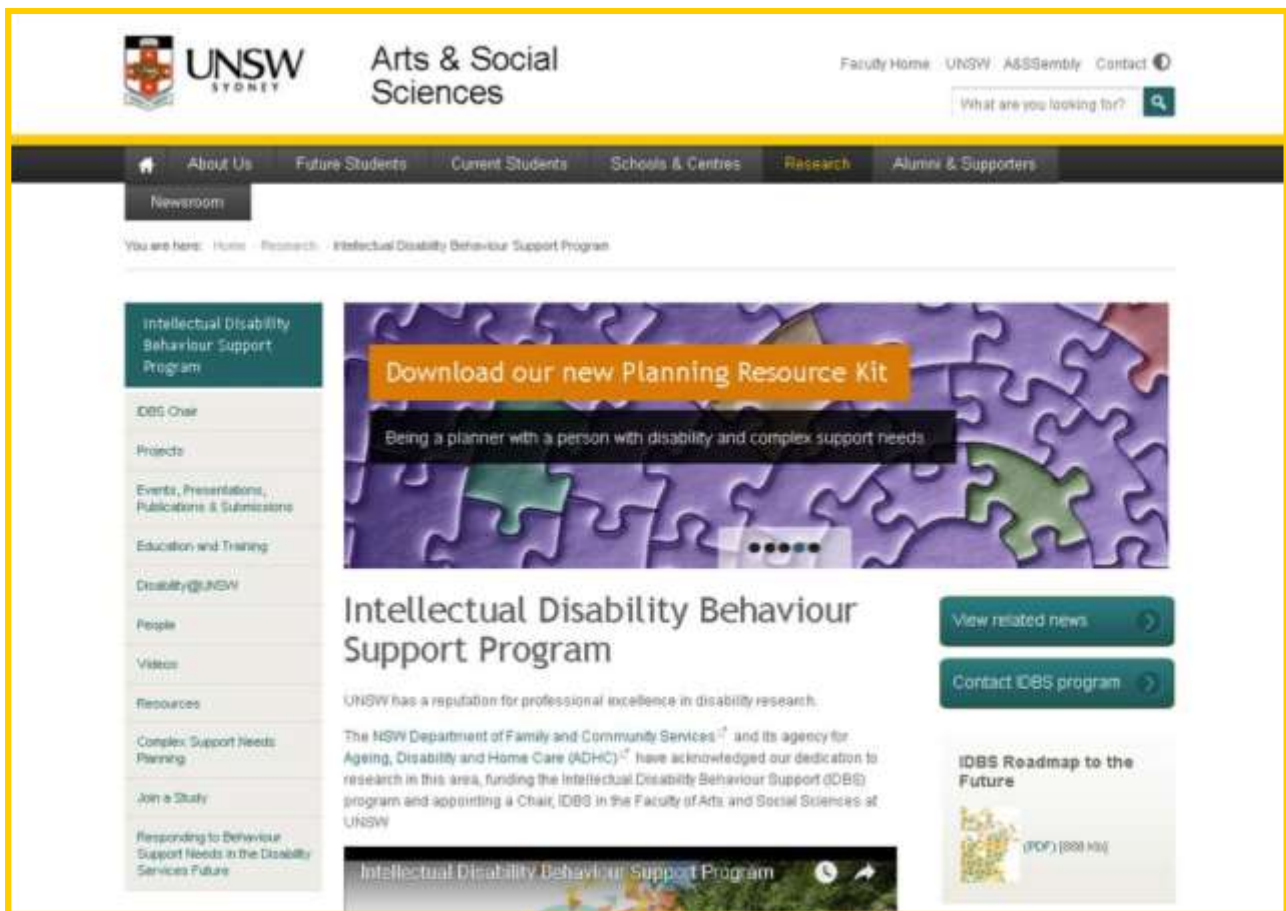 UNSW
SYDNEY
Arts & Social
Sciences
Faculty Home UNSW A&SSembly Contact
What are you looking for?
About Us Future Students Current Students Schools & Centres Research Alumni & Supporters
Newsroom
You are here: Home Research Intellectual Disability Behaviour Support Program
Intellectual Disability
Behaviour Support
Program
IDBS Chair
Projects
Events, Presentations,
Publications & Submissions
Education and Training
Disability@UNSW
People
Videos
Resources
Complex Support Needs
Planning
Join a Study
Responding to Behaviour
Support Needs in the Disability
Services Future
Download our new Planning Resource Kit
Being a planner with a person with disability and complex support needs
Intellectual Disability Behaviour
Support Program
UNSW has a reputation for professional excellence in disability research.
The NSW Department of Family and Community Services and its agency for
Ageing, Disability and Home Care (ADHC) have acknowledged our dedication to
research in this area, funding the Intellectual Disability Behaviour Support (IDBS)
program and appointing a Chair, IDBS in the Faculty of Arts and Social Sciences at
UNSW
Intellectual Disability Behaviour Support Program
View related news
Contact IDBS program
IDBS Roadmap to the
Future
(PDF) [888 kb]